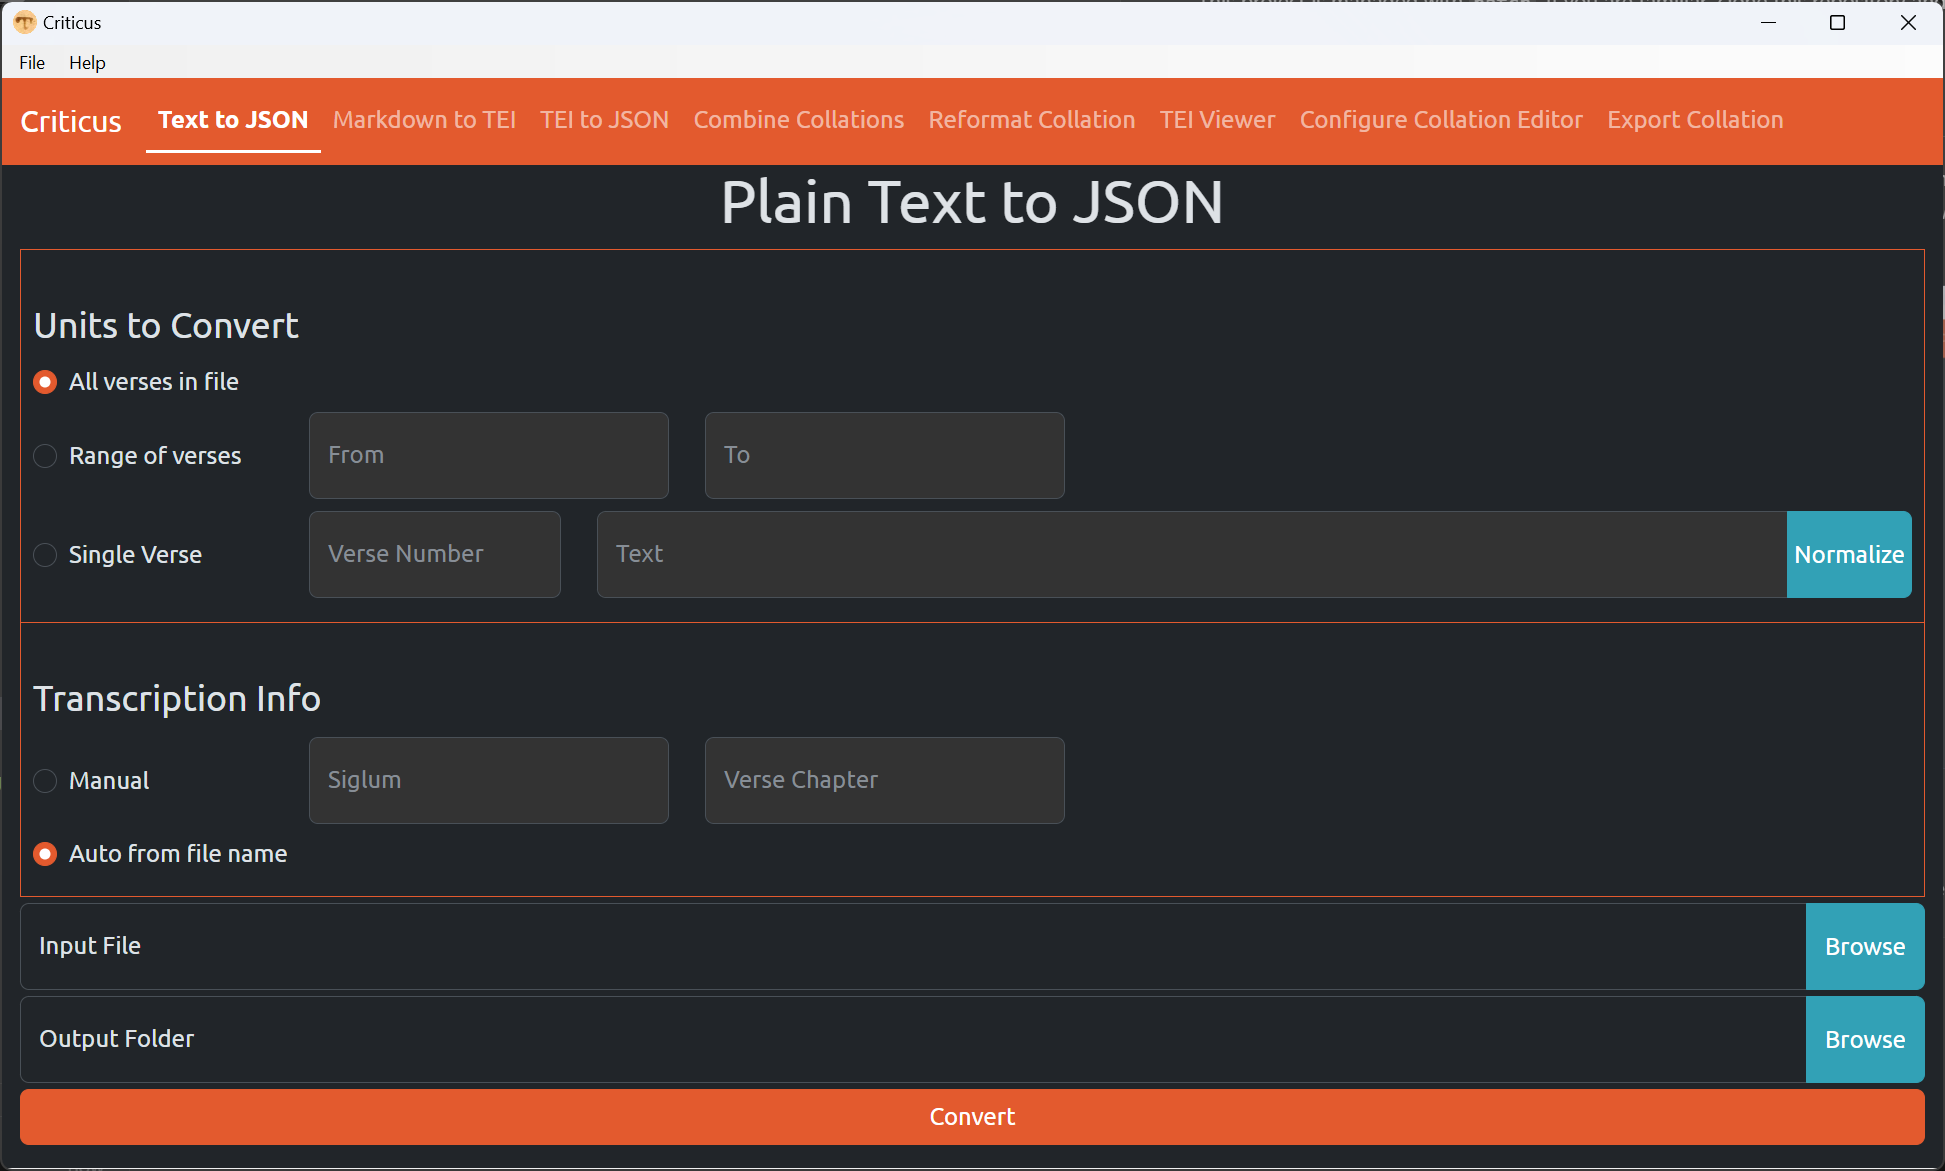 Criticus
File Help
Criticus Text to JSON Markdown to TEI TEI to JSON Combine Collations Reformat Collation TEI Viewer Configure Collation Editor Export Collation
Plain Text to JSON
Units to Convert
All verses in file
Range of verses From To
Single Verse Verse Number Text Normalize
Transcription Info
Manual Siglum Verse Chapter
Auto from file name
Input File Browse
Output Folder Browse
Convert